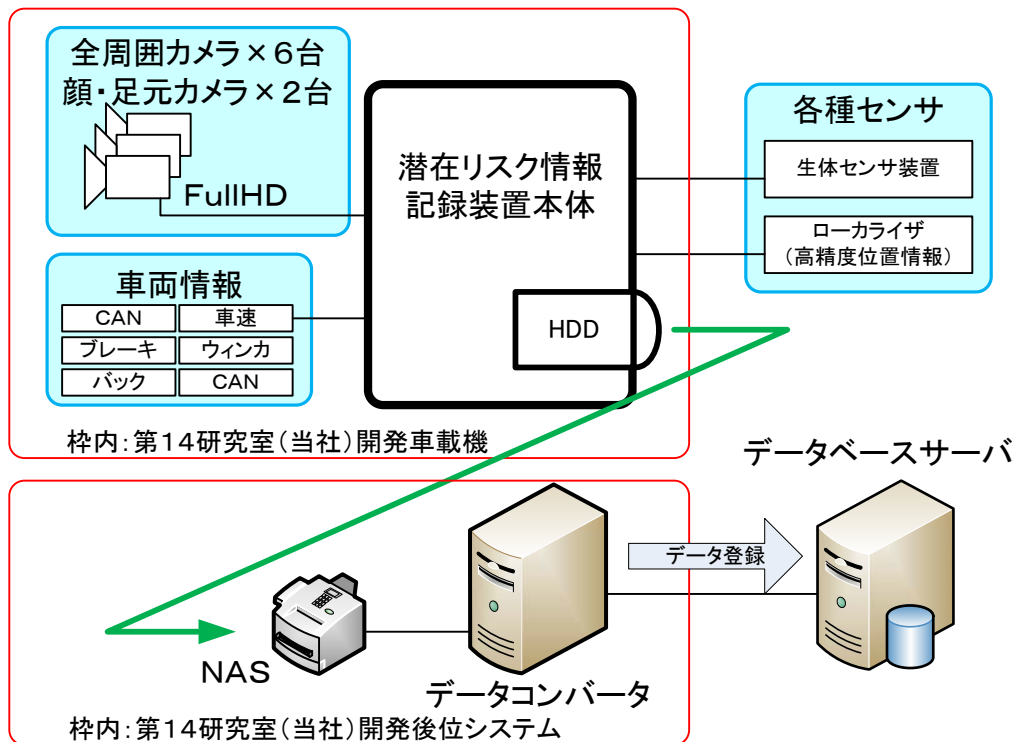 全周囲カメラ×6台
顔・足元カメラ×2台
FullHD
車両情報
CAN
車速
ブレーキ
ウィンカ
バック
CAN
潜在リスク情報
記録装置本体
HDD
各種センサ
生体センサ装置
ローカライザ
(高精度位置情報)
枠内:第14研究室(当社)開発車載機
データベースサーバ
データ登録
NAS
データコンバータ
枠内:第14研究室(当社)開発後位システム